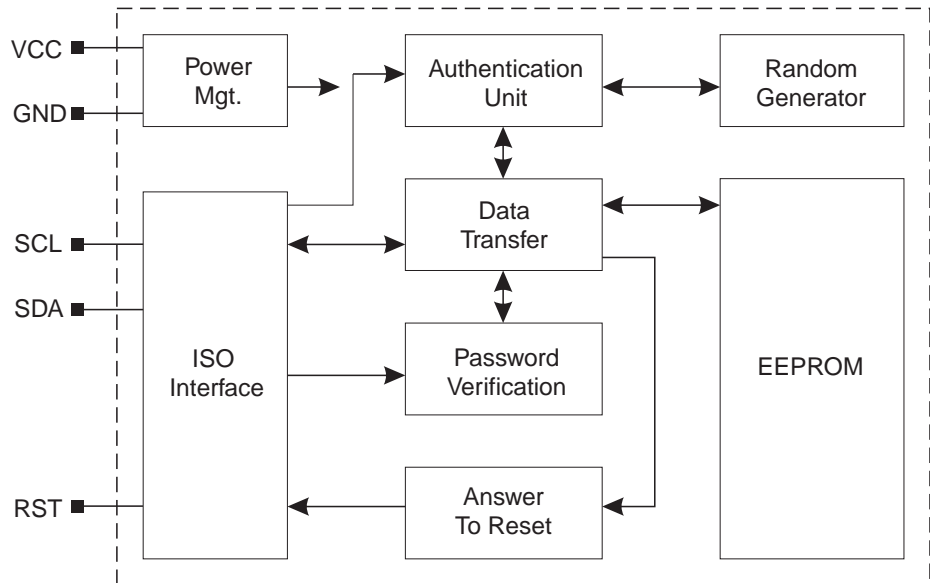 VCC
GND
Power
Mgt.
Authentication
Unit
Random
Generator
SCL
SDA
RST
ISO
Interface
Data
Transfer
Password
Verification
Answer
To Reset
EEPROM